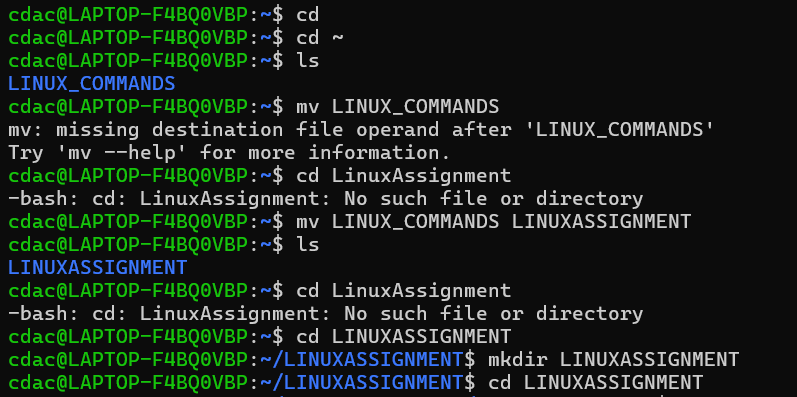 cdac@LAPTOP-F4BQ0VBP:~$ cd
cdac@LAPTOP-F4BQ0VBP:~$ cd ~
cdac@LAPTOP-F4BQ0VBP:~$ ls
LINUX_COMMANDS
cdac@LAPTOP-F4BQ0VBP:~$ mv LINUX_COMMANDS
mv: missing destination file operand after 'LINUX_COMMANDS'
Try 'mv --help' for more information.
cdac@LAPTOP-F4BQ0VBP:~$ cd LinuxAssignment
-bash: cd: LinuxAssignment: No such file or directory
cdac@LAPTOP-F4BQ0VBP:~$ mv LINUX_COMMANDS LINUXASSIGNMENT
cdac@LAPTOP-F4BQ0VBP:~$ ls
LINUXASSIGNMENT
cdac@LAPTOP-F4BQ0VBP:~$ cd LinuxAssignment
-bash: cd: LinuxAssignment: No such file or directory
cdac@LAPTOP-F4BQ0VBP:~$ cd LINUXASSIGNMENT
cdac@LAPTOP-F4BQ0VBP:~/LINUXASSIGNMENT$ mkdir LINUXASSIGNMENT
cdac@LAPTOP-F4BQ0VBP:~/LINUXASSIGNMENT$ cd LINUXASSIGNMENT